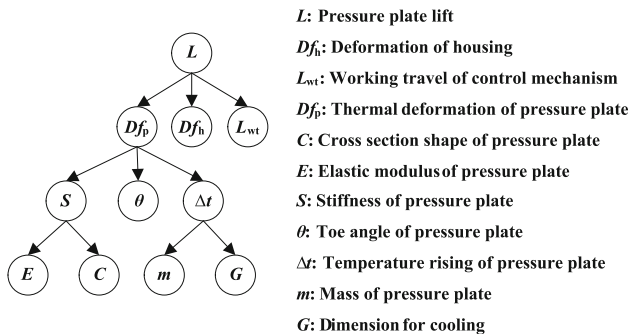 L
Dfp Dfh Lwt
S θ Δt
E C m G
L: Pressure plate lift
Dfh: Deformation of housing
Lwt: Working travel of control mechanism
Dfp: Thermal deformation of pressure plate
C: Cross section shape of pressure plate
E: Elastic modulus of pressure plate
S: Stiffness of pressure plate
θ: Toe angle of pressure plate
Δt: Temperature rising of pressure plate
m: Mass of pressure plate
G: Dimension for cooling